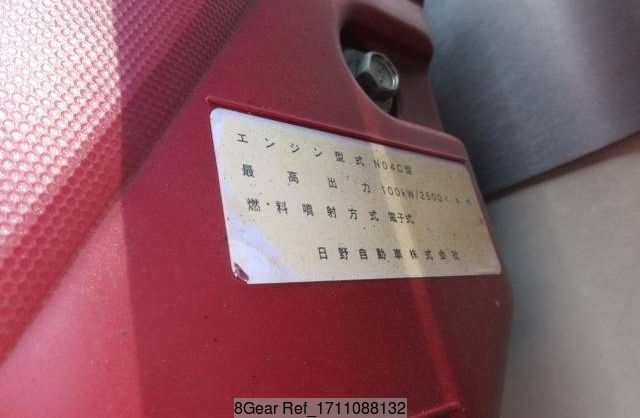 エンジン型式 N04C型
最高出力 100kW/2500r.p.m.
燃料噴射方式 電子式
日野自動車株式会社
8Gear Ref_1711088132